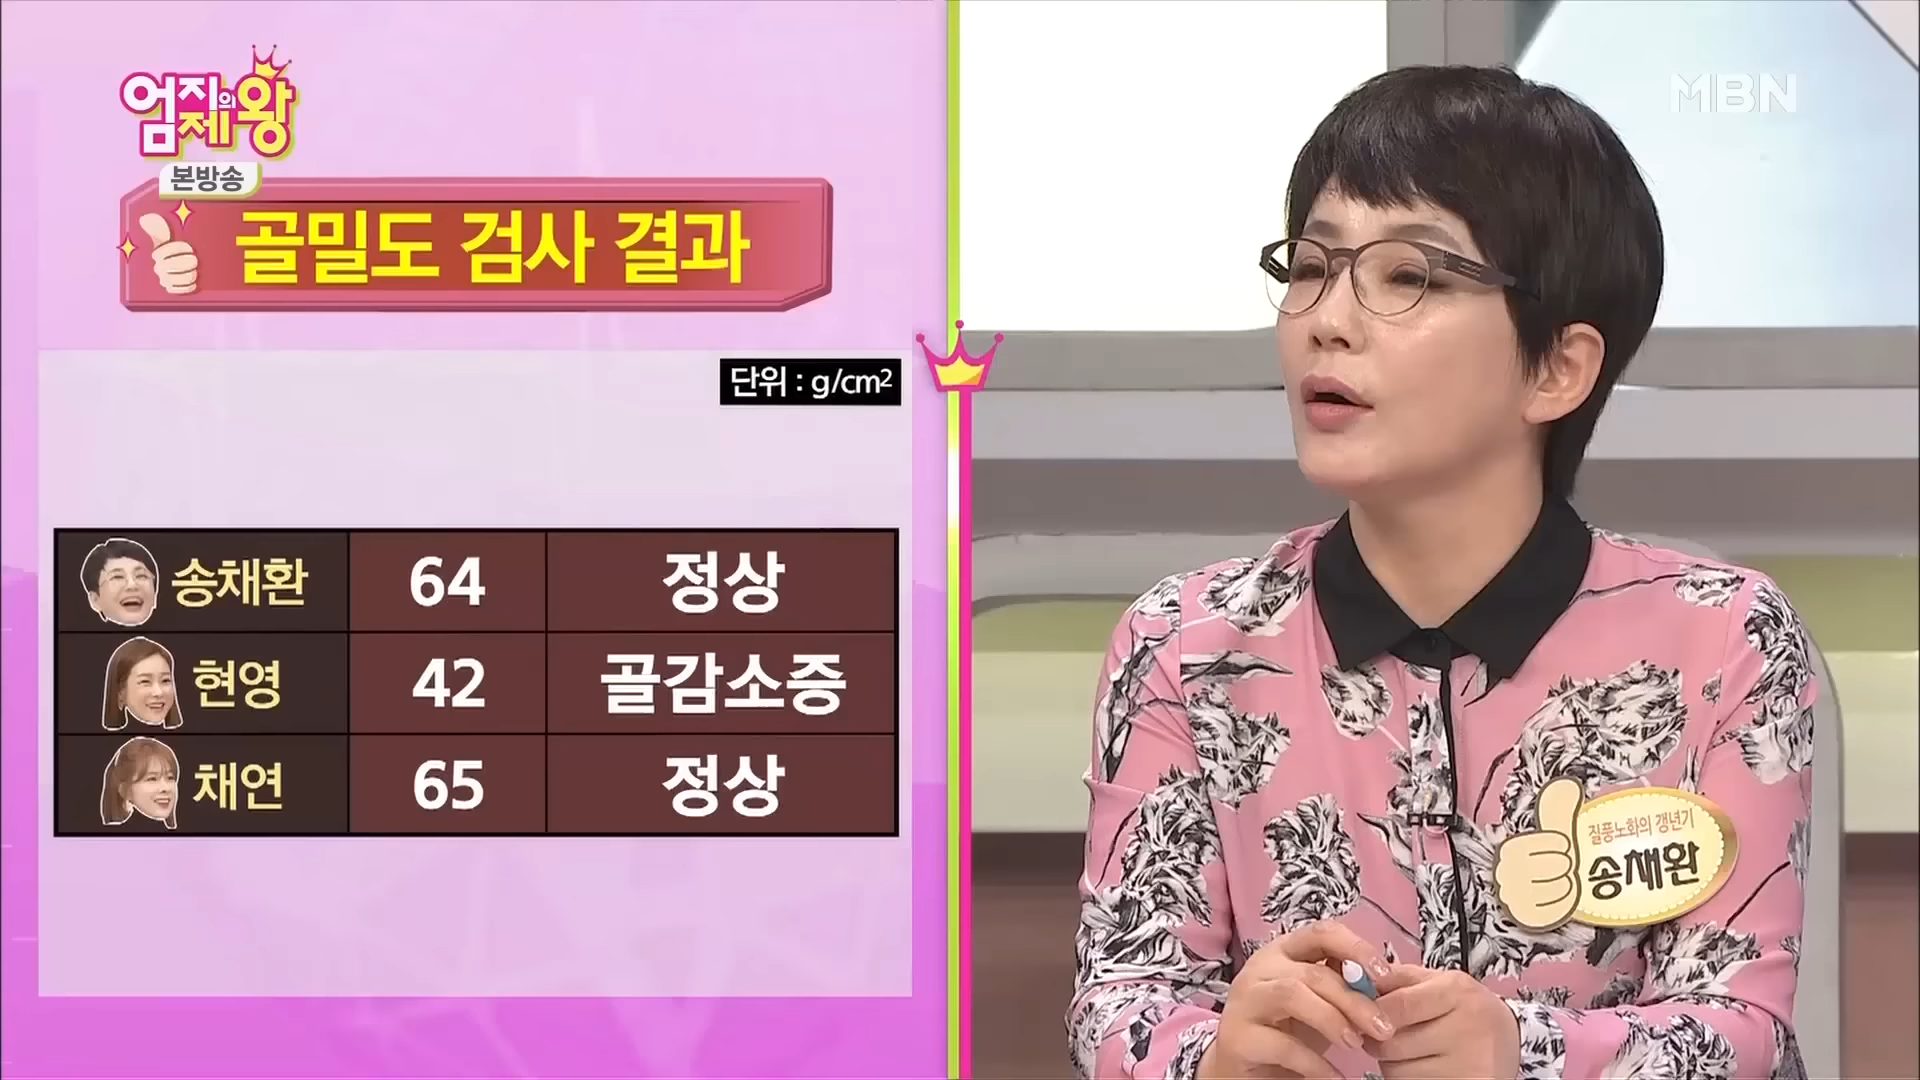 엄지의 제왕
본방송
MBN
골밀도 검사 결과
단위 : g/cm²
송채환 64 정상
현영 42 골감소증
채연 65 정상
질풍노화의 갱년기
송채환